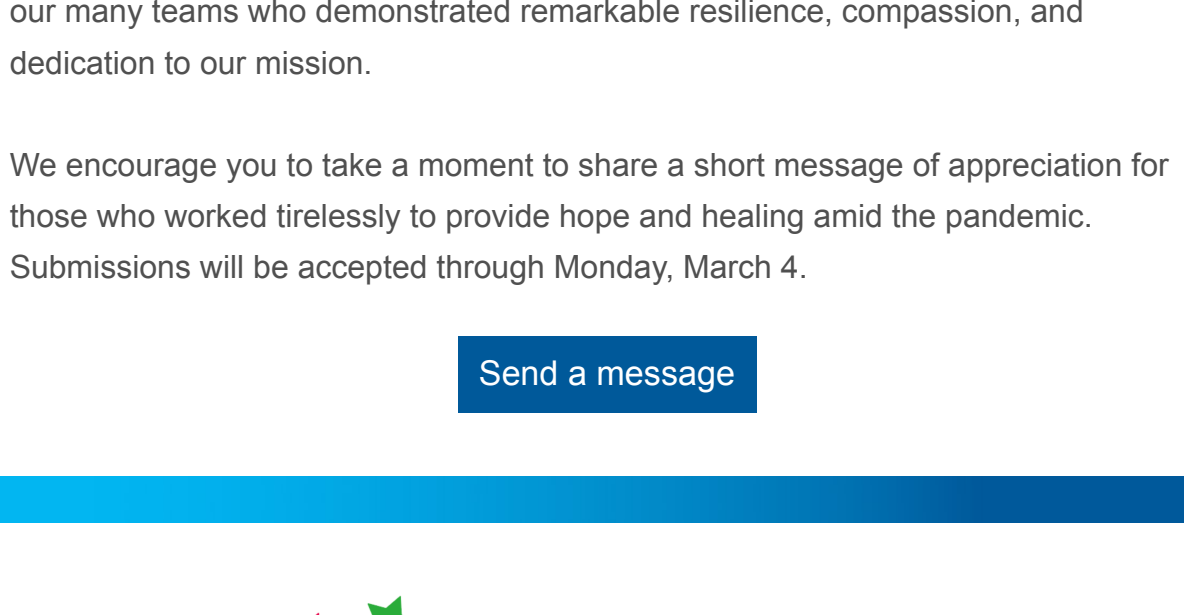 our many teams who demonstrated remarkable resilience, compassion, and
dedication to our mission.
We encourage you to take a moment to share a short message of appreciation for
those who worked tirelessly to provide hope and healing amid the pandemic.
Submissions will be accepted through Monday, March 4.
Send a message